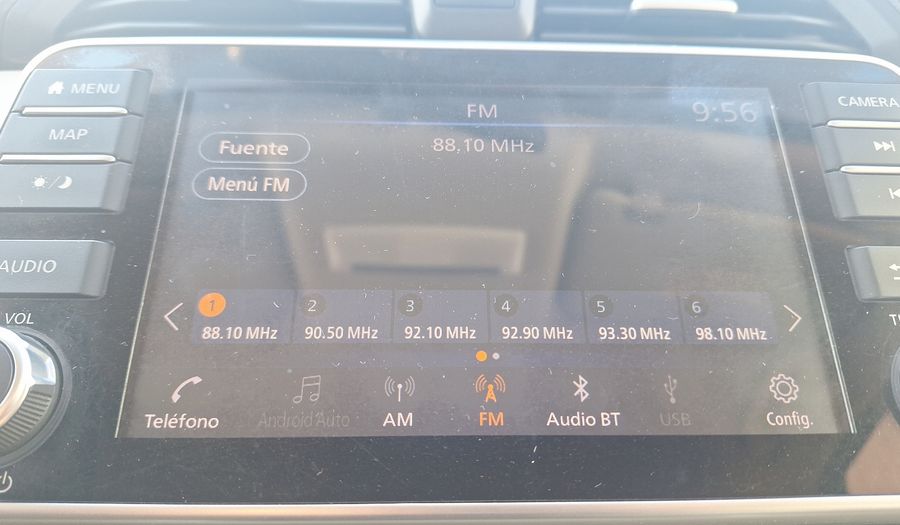 MENU
MAP
AUDIO
VOL
CAMERA
FM
9:56
88.10 MHz
Fuente
Menú FM
1 2 3 4 5 6
88.10 MHz 90.50 MHz 92.10 MHz 92.90 MHz 93.30 MHz 98.10 MHz
Teléfono Android Auto AM FM Audio BT USB Config.